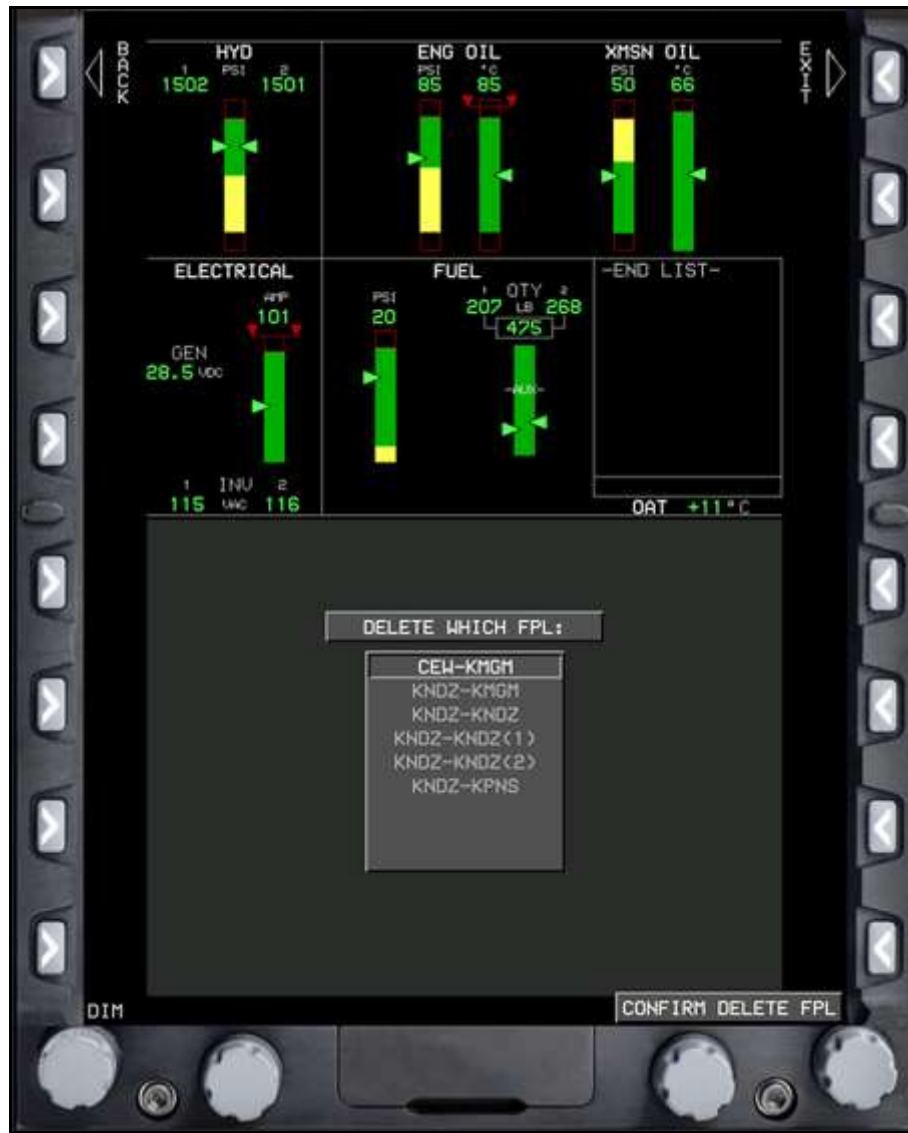 BACK
EXIT
HYD
1 PSI 2
1502 1501
ENG OIL
PSI °C
85 85
XMSN OIL
PSI °C
50 66
ELECTRICAL
AMP
101
GEN
28.5 VDC
1 INV 2
115 VAC 116
FUEL
PSI
20
1 QTY 2
207 LB 268
475
-AUX-
-END LIST-
OAT +11°C
DELETE WHICH FPL:
CEW-KMGM
KNDZ-KMGM
KNDZ-KNDZ
KNDZ-KNDZ(1)
KNDZ-KNDZ(2)
KNDZ-KPNS
DIM
CONFIRM DELETE FPL